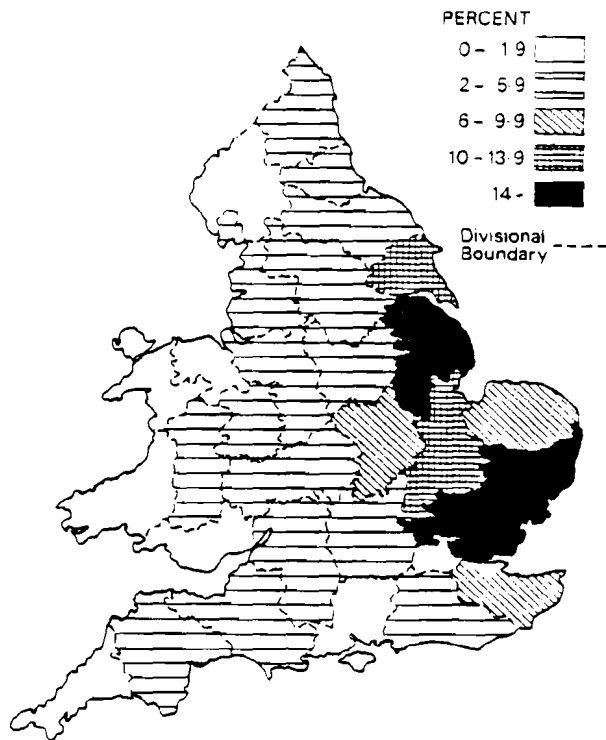 PERCENT
0 - 1 9
2 - 5·9
6 - 9·9
10 - 13·9
14 -
Divisional
Boundary ----